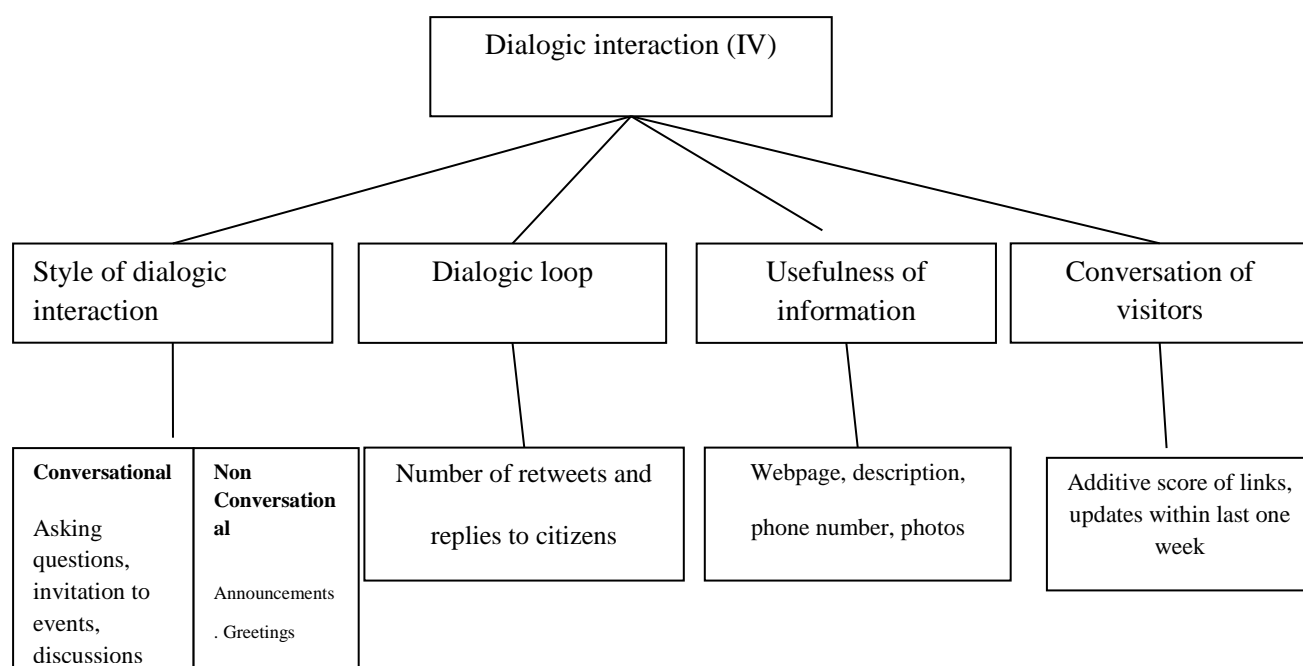 Dialogic interaction (IV)
Style of dialogic
interaction
Dialogic loop
Usefulness of
information
Conversation of
visitors
Conversational
Asking
questions,
invitation to
events,
discussions
Non
Conversation
al
Announcements
. Greetings
Number of retweets and
replies to citizens
Webpage, description,
phone number, photos
Additive score of links,
updates within last one
week